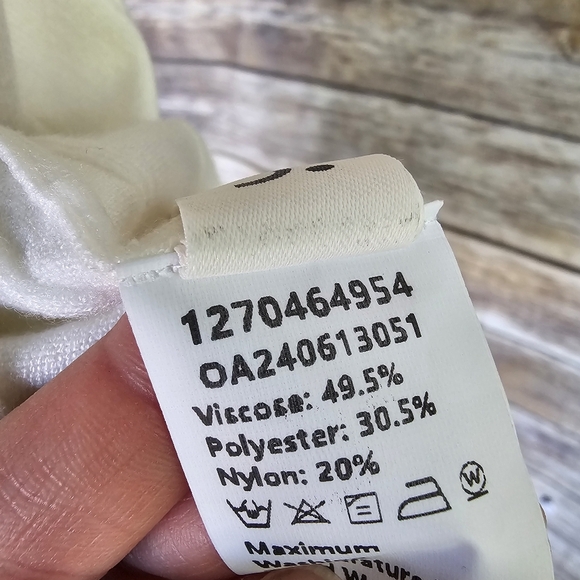 1270464954
OA240613051
Viscose: 49.5%
Polyester: 30.5%
Nylon: 20%
W
Maximum